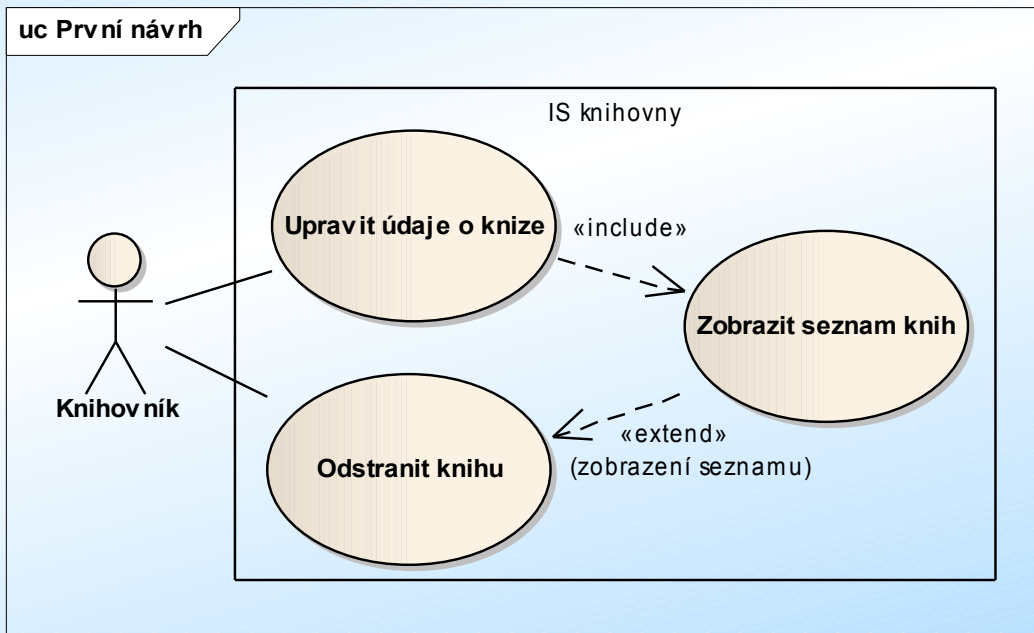 uc První návrh
IS knihovny
Upravit údaje o knize
«include»
Zobrazit seznam knih
Knihovník
«extend»
(zobrazení seznamu)
Odstranit knihu